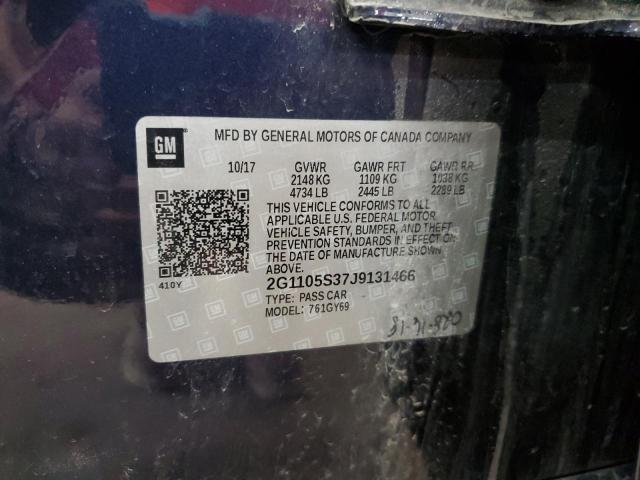 GM
MFD BY GENERAL MOTORS OF CANADA COMPANY
10/17 GVWR GAWR FRT GAWR RR
2148 KG 1109 KG 1038 KG
4734 LB 2445 LB 2289 LB
THIS VEHICLE CONFORMS TO ALL
APPLICABLE U.S. FEDERAL MOTOR
VEHICLE SAFETY, BUMPER, AND THEFT
PREVENTION STANDARDS IN EFFECT ON
THE DATE OF MANUFACTURE SHOWN
ABOVE.
410Y
2G1105S37J9131466
TYPE: PASS CAR
MODEL: 761GY69